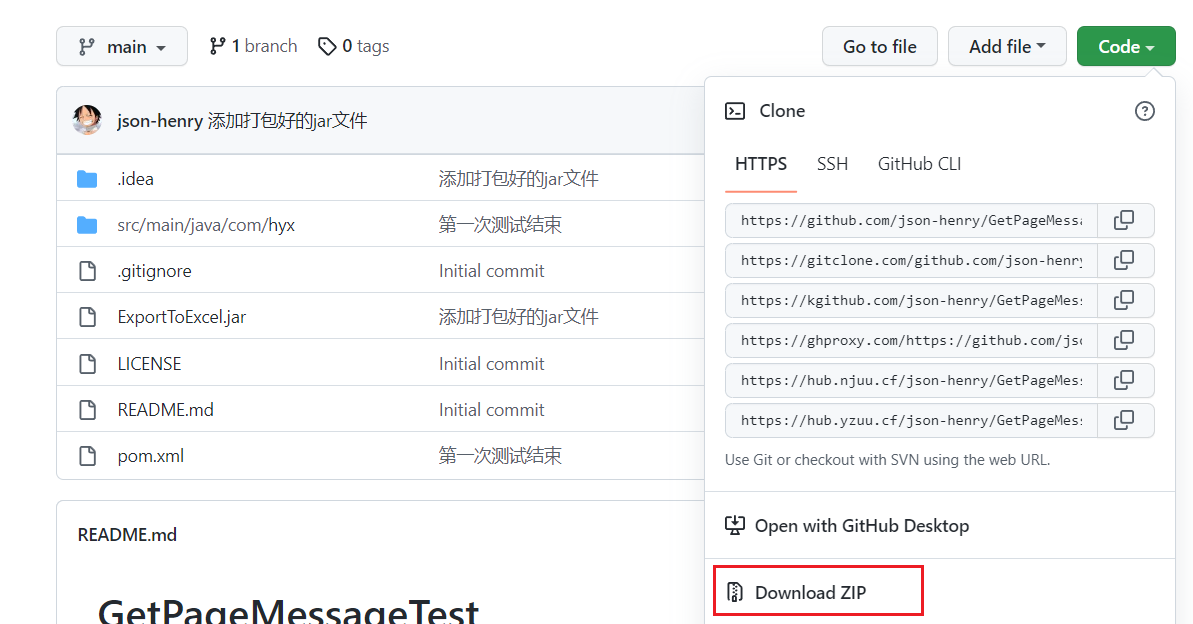 main 1 branch 0 tags Go to file Add file Code
json-henry 添加打包好的jar文件
.idea 添加打包好的jar文件
src/main/java/com/hyx 第一次测试结束
.gitignore Initial commit
ExportToExcel.jar 添加打包好的jar文件
LICENSE Initial commit
README.md Initial commit
pom.xml 第一次测试结束
README.md
GetPageMessageTest
Clone
HTTPS SSH GitHub CLI
https://github.com/json-henry/GetPageMessa
https://gitclone.com/github.com/json-henry
https://kgithub.com/json-henry/GetPageMes
https://ghproxy.com/https://github.com/js
https://hub.njuu.cf/json-henry/GetPageMes
https://hub.yzuu.cf/json-henry/GetPageMes
Use Git or checkout with SVN using the web URL.
Open with GitHub Desktop
Download ZIP